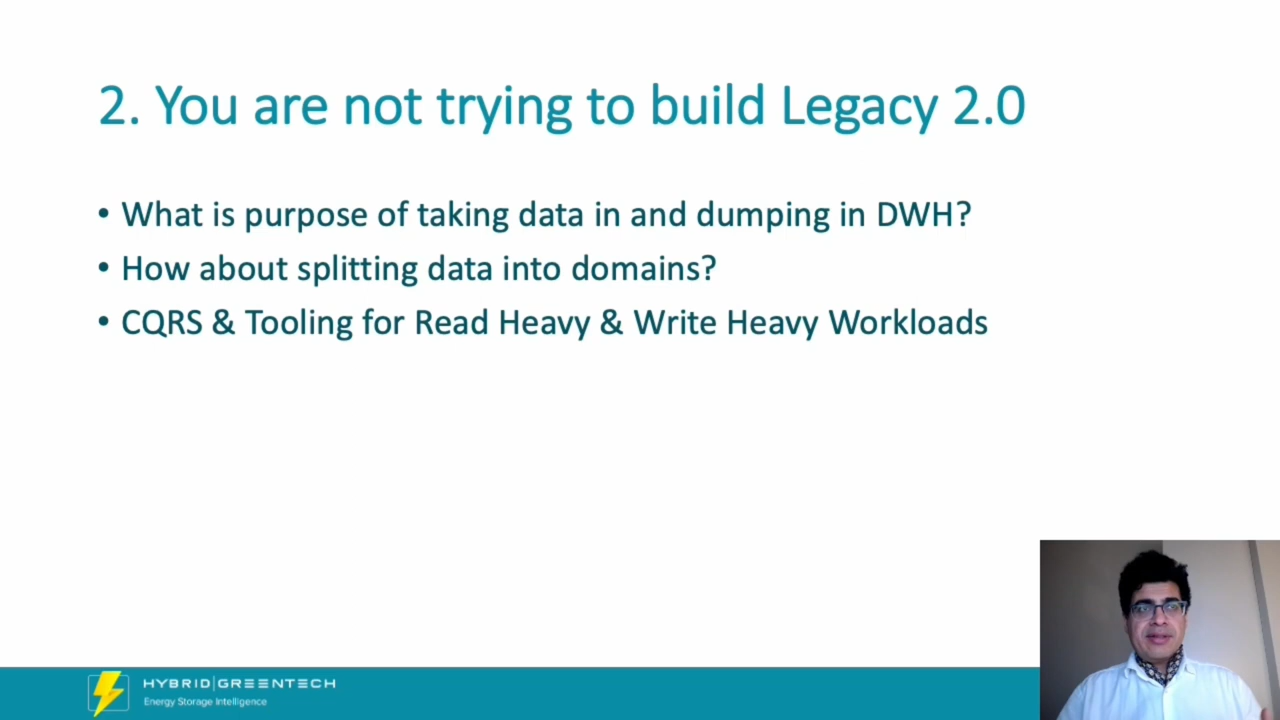 2. You are not trying to build Legacy 2.0
• What is purpose of taking data in and dumping in DWH?
• How about splitting data into domains?
• CQRS & Tooling for Read Heavy & Write Heavy Workloads
HYBRID|GREENTECH
Energy Storage Intelligence